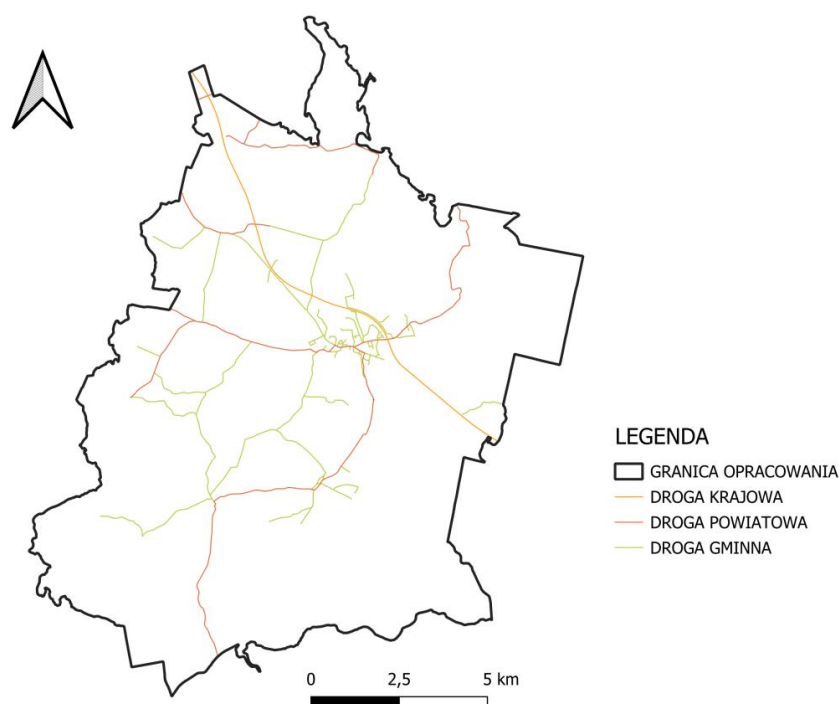 LEGENDA
GRANICA OPRACOWANIA
DROGA KRAJOWA
DROGA POWIATOWA
DROGA GMINNA
0 2,5 5 km